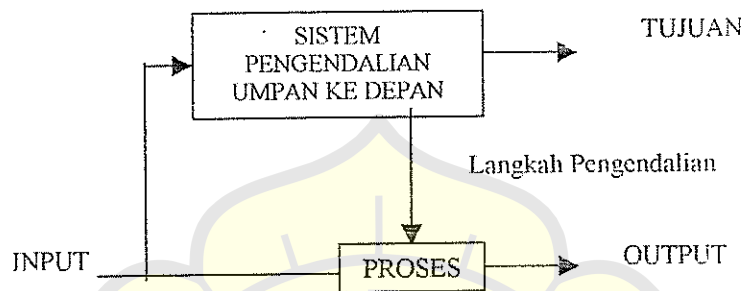 SISTEM
PENGENDALIAN
UMPAN KE DEPAN
TUJUAN
Langkah Pengendalian
INPUT
PROSES
OUTPUT